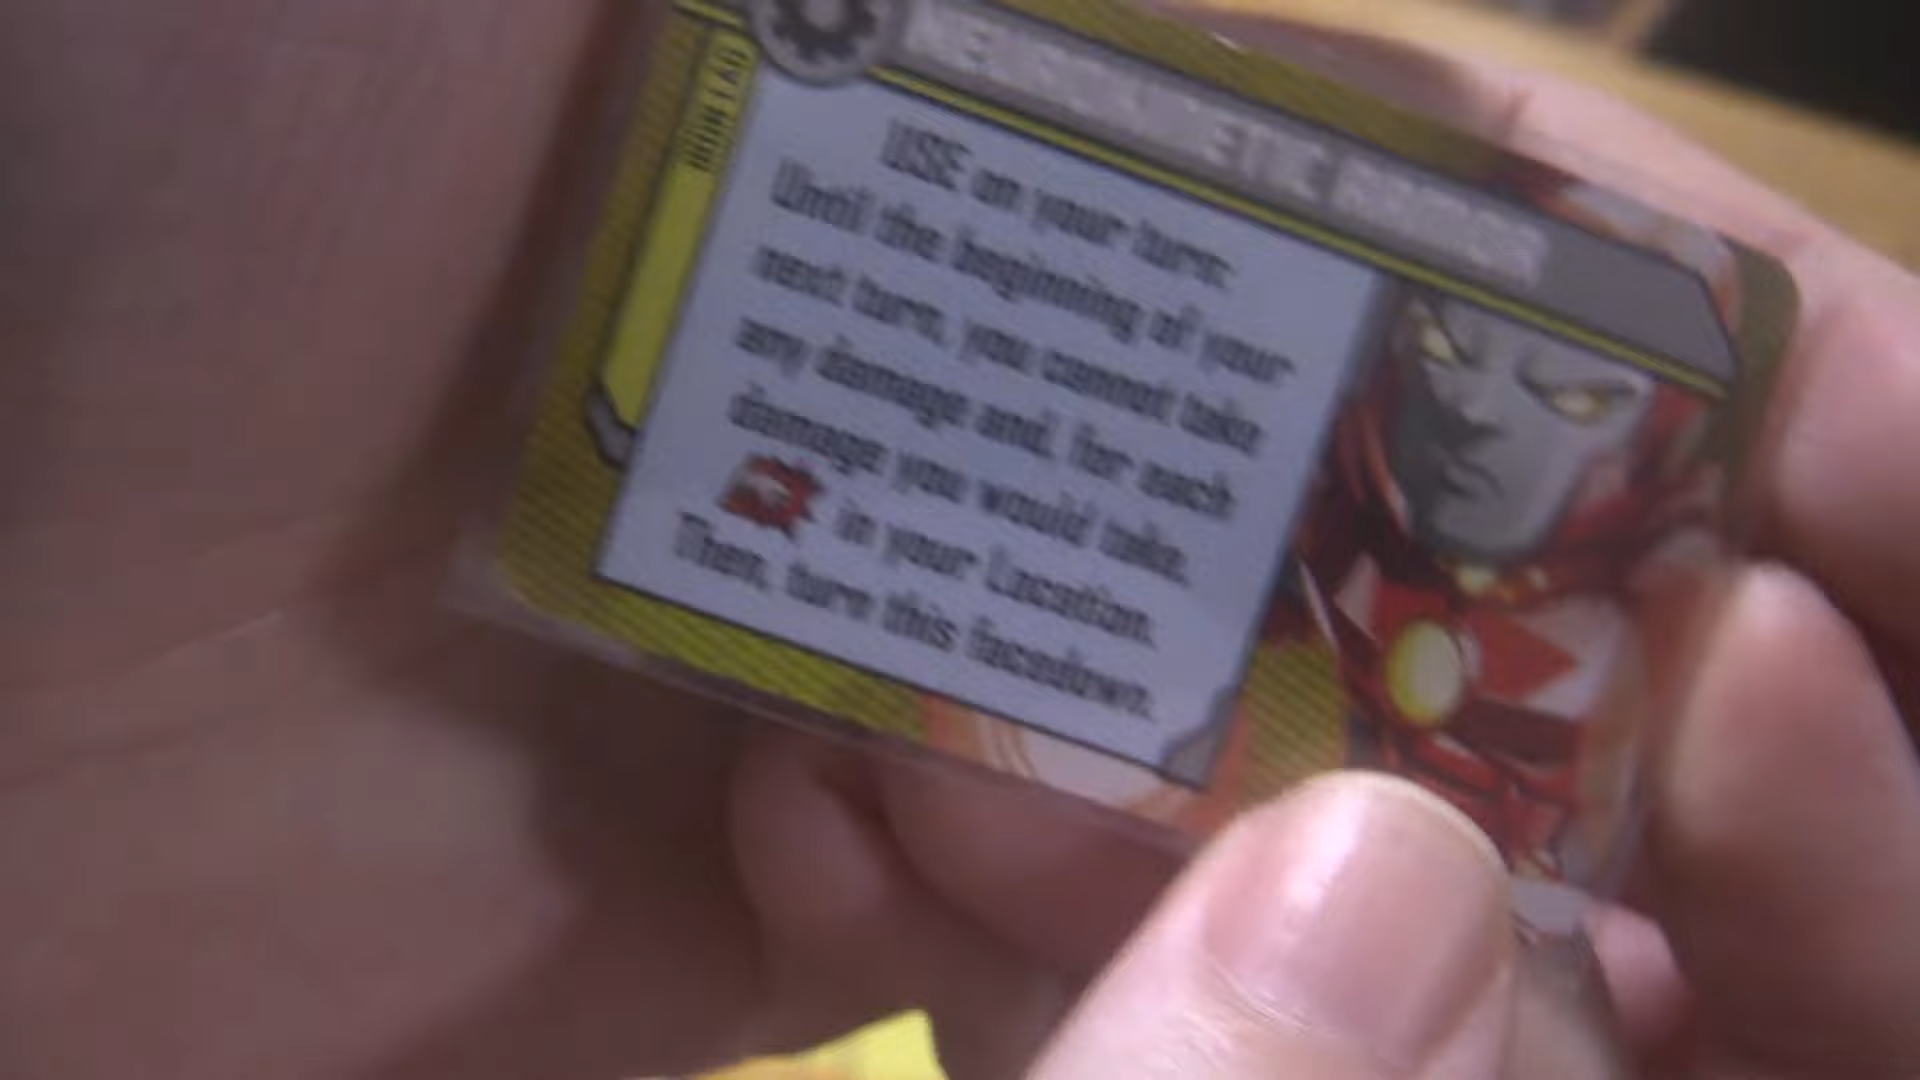 ARMOR
USE on your turn:
Until the beginning of your
next turn, you cannot take
any damage and, for each
damage you would take,
in your Location.
Then, turn this facedown.